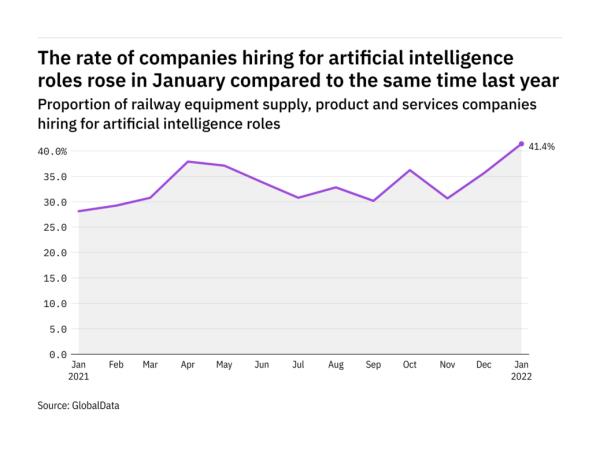 The rate of companies hiring for artificial intelligence
roles rose in January compared to the same time last year
Proportion of railway equipment supply, product and services companies
hiring for artificial intelligence roles
41.4%
40.0%
35.0
30.0
25.0
20.0
15.0
10.0
5.0
0.0
Jan Feb Mar Apr May Jun Jul Aug Sep Oct Nov Dec Jan
2021 2022
Source: GlobalData